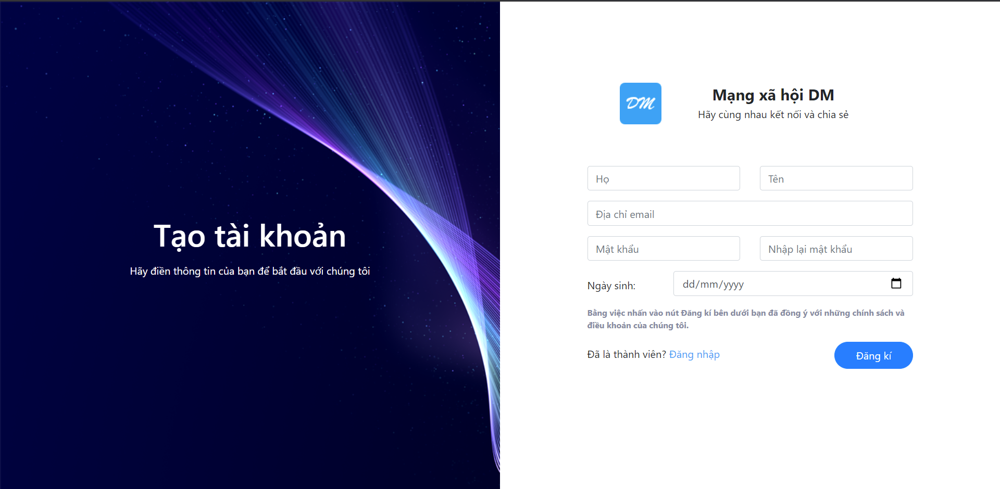 Tạo tài khoản
Hãy điền thông tin của bạn để bắt đầu với chúng tôi
DM
Mạng xã hội DM
Hãy cùng nhau kết nối và chia sẻ
Họ
Tên
Địa chỉ email
Mật khẩu
Nhập lại mật khẩu
Ngày sinh:
dd/mm/yyyy
Bằng việc nhấn vào nút Đăng kí bên dưới bạn đã đồng ý với những chính sách và
điều khoản của chúng tôi.
Đã là thành viên? Đăng nhập
Đăng kí